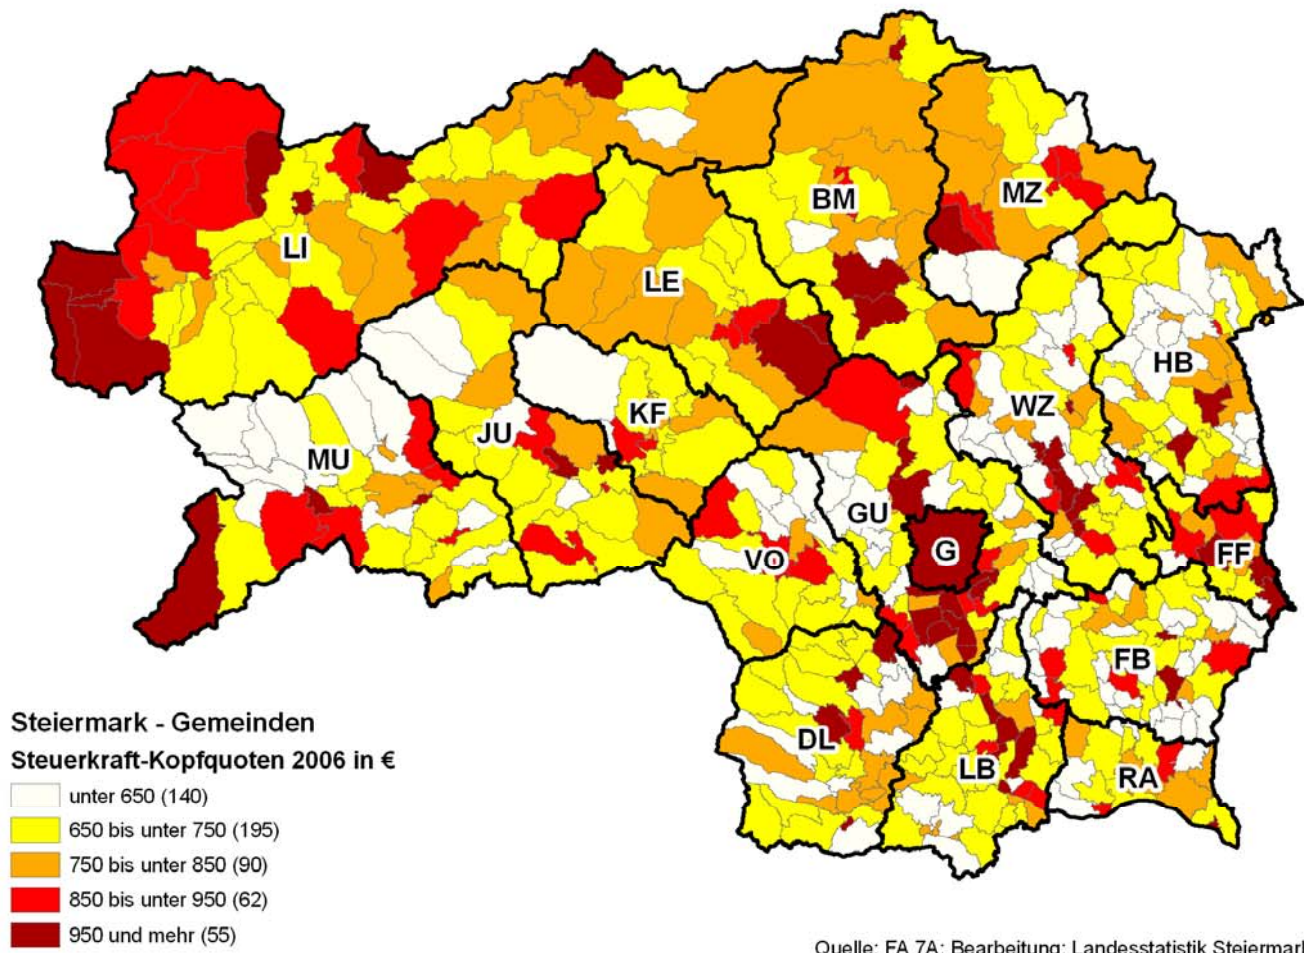 BM
MZ
LI
LE
HB
WZ
KF
JU
MU
GU
G
VO
FF
FB
DL
LB
RA
Steiermark - Gemeinden
Steuerkraft-Kopfquoten 2006 in €
unter 650 (140)
650 bis unter 750 (195)
750 bis unter 850 (90)
850 bis unter 950 (62)
950 und mehr (55)
Quelle: FA 7A; Bearbeitung: Landesstatistik Steiermark